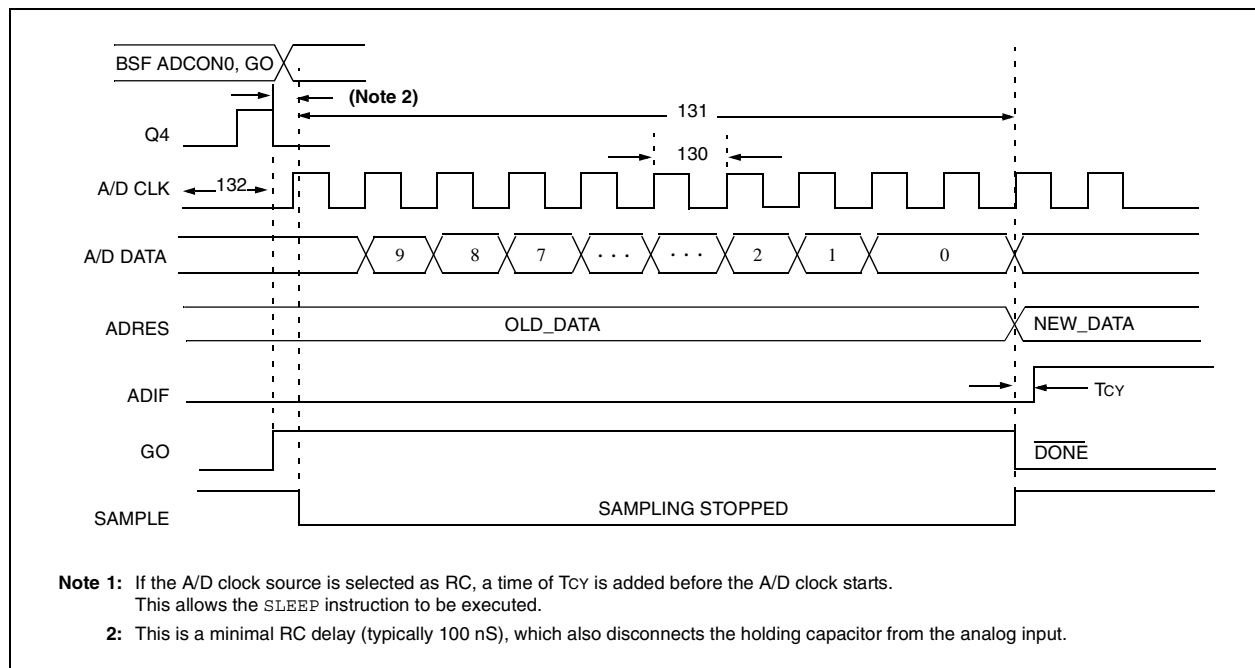 BSF ADCON0, GO
(Note 2)
131
Q4
130
A/D CLK
132
A/D DATA
9 8 7 · · · · · · 2 1 0
ADRES
OLD_DATA
NEW_DATA
ADIF
TCY
GO
DONE
SAMPLE
SAMPLING STOPPED
Note 1: If the A/D clock source is selected as RC, a time of TCY is added before the A/D clock starts.
This allows the SLEEP instruction to be executed.
2: This is a minimal RC delay (typically 100 nS), which also disconnects the holding capacitor from the analog input.